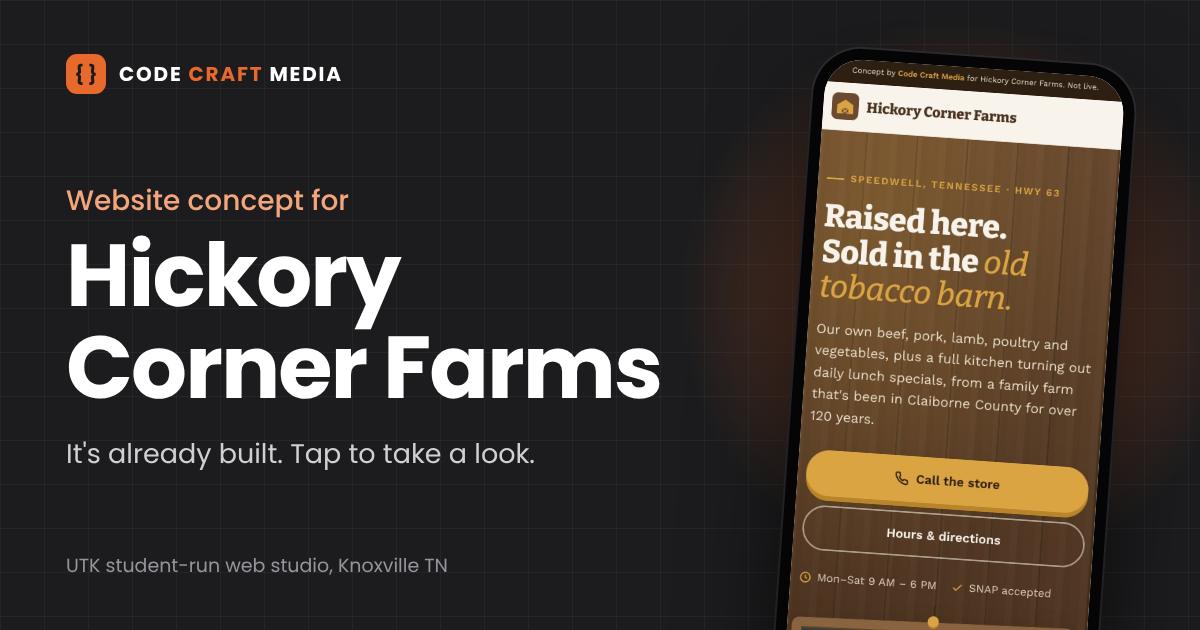 { } CODE CRAFT MEDIA
Website concept for
Hickory
Corner Farms
It's already built. Tap to take a look.
UTK student-run web studio, Knoxville TN
Concept by Code Craft Media for Hickory Corner Farms. Not live.
Hickory Corner Farms
SPEEDWELL, TENNESSEE · HWY 63
Raised here.
Sold in the old
tobacco barn.
Our own beef, pork, lamb, poultry and
vegetables, plus a full kitchen turning out
daily lunch specials, from a family farm
that's been in Claiborne County for over
120 years.
Call the store
Hours & directions
Mon–Sat 9 AM – 6 PM
SNAP accepted